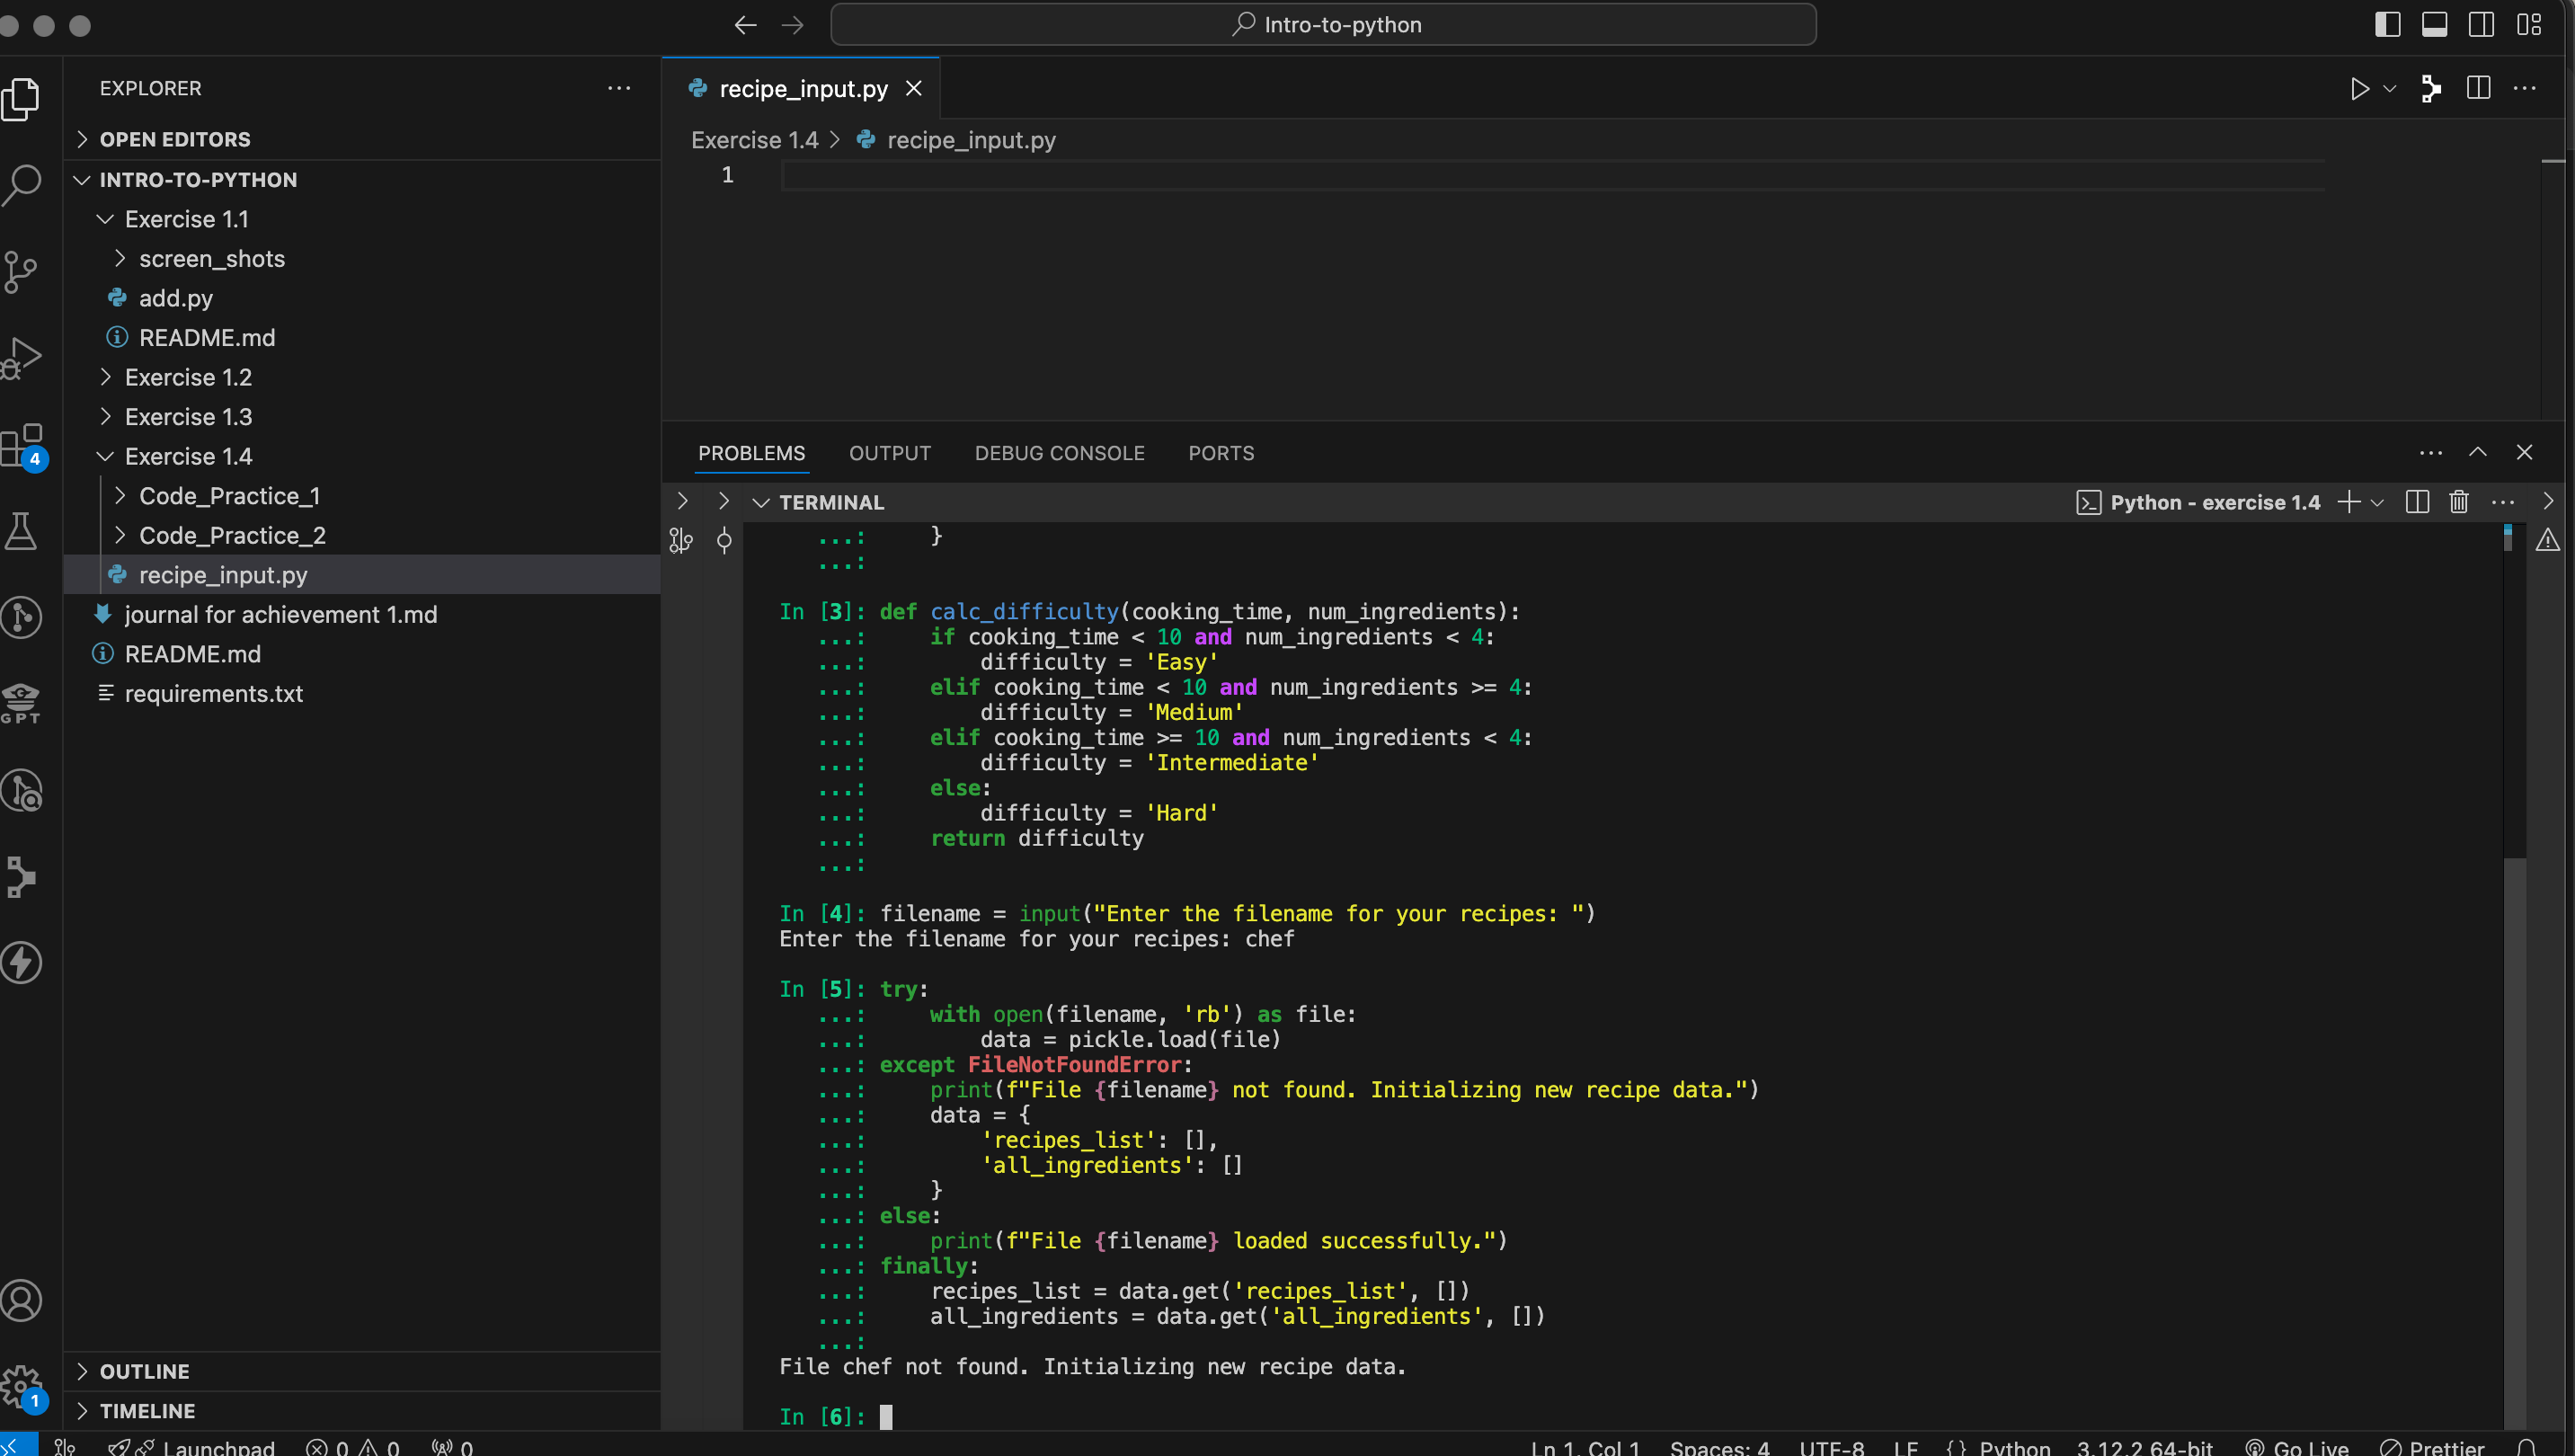 Intro-to-python
EXPLORER
OPEN EDITORS
INTRO-TO-PYTHON
Exercise 1.1
screen_shots
add.py
README.md
Exercise 1.2
Exercise 1.3
Exercise 1.4
Code_Practice_1
Code_Practice_2
recipe_input.py
journal for achievement 1.md
README.md
requirements.txt
OUTLINE
TIMELINE
4
GPT
1
recipe_input.py
Exercise 1.4 > recipe_input.py
1
PROBLEMS OUTPUT DEBUG CONSOLE PORTS
TERMINAL
Python - exercise 1.4
...:     }
...:
In [3]: def calc_difficulty(cooking_time, num_ingredients):
...:     if cooking_time < 10 and num_ingredients < 4:
...:         difficulty = 'Easy'
...:     elif cooking_time < 10 and num_ingredients >= 4:
...:         difficulty = 'Medium'
...:     elif cooking_time >= 10 and num_ingredients < 4:
...:         difficulty = 'Intermediate'
...:     else:
...:         difficulty = 'Hard'
...:     return difficulty
...:
In [4]: filename = input("Enter the filename for your recipes: ")
Enter the filename for your recipes: chef
In [5]: try:
...:     with open(filename, 'rb') as file:
...:         data = pickle.load(file)
...: except FileNotFoundError:
...:     print(f"File {filename} not found. Initializing new recipe data.")
...:     data = {
...:         'recipes_list': [],
...:         'all_ingredients': []
...:     }
...: else:
...:     print(f"File {filename} loaded successfully.")
...: finally:
...:     recipes_list = data.get('recipes_list', [])
...:     all_ingredients = data.get('all_ingredients', [])
...:
File chef not found. Initializing new recipe data.
In [6]:
Launchpad 0 0 0 Ln 1, Col 1 Spaces: 4 UTF-8 LF {} Python 3.12.2 64-bit Go Live Prettier